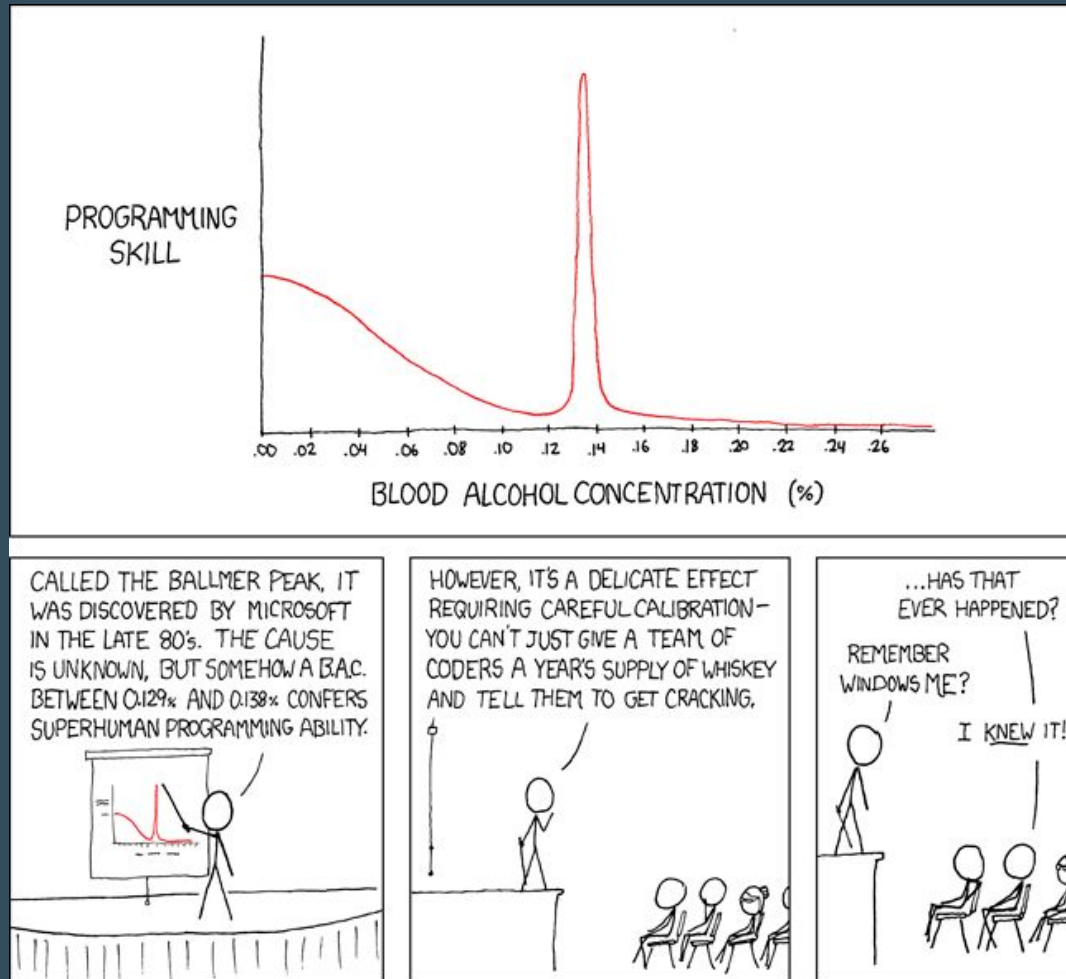 PROGRAMMING
SKILL
.00 .02 .04 .06 .08 .10 .12 .14 .16 .18 .20 .22 .24 .26
BLOOD ALCOHOL CONCENTRATION (%)
CALLED THE BALLMER PEAK, IT
WAS DISCOVERED BY MICROSOFT
IN THE LATE 80's. THE CAUSE
IS UNKNOWN, BUT SOMEHOW A B.A.C.
BETWEEN 0.129% AND 0.138% CONFERS
SUPERHUMAN PROGRAMMING ABILITY.
HOWEVER, IT'S A DELICATE EFFECT
REQUIRING CAREFUL CALIBRATION–
YOU CAN'T JUST GIVE A TEAM OF
CODERS A YEAR'S SUPPLY OF WHISKEY
AND TELL THEM TO GET CRACKING.
...HAS THAT
EVER HAPPENED?
REMEMBER
WINDOWS ME?
I KNEW IT!